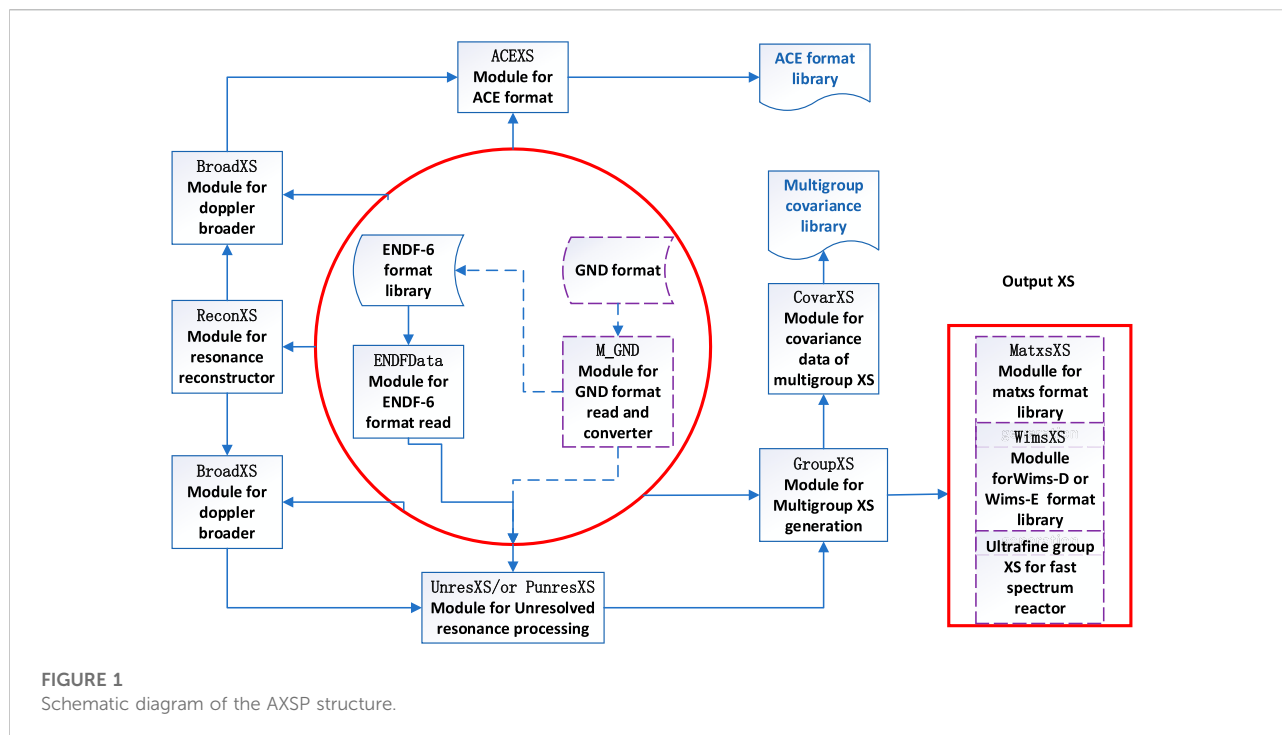 ACEXS
Module for
ACE format
ACE format
library
BroadXS
Module for
doppler
broader
Multigroup
covariance
library
ENDF-6
format
library
GND format
Output XS
ReconXS
Module for
resonance
reconstructor
ENDFData
Module for
ENDF-6
format read
M_GND
Module for
GND format
read and
converter
CovarXS
Module for
covariance
data of
multigroup XS
MatxsXS
Modulle for
matxs format
library
WimsXS
Modulle
forWims-D or
Wims-E format
library
Ultrafine group
XS for fast
spectrum
reactor
BroadXS
Module for
doppler
broader
GroupXS
Module for
Multigroup XS
generation
UnresXS/or PunresXS
Module for Unresolved
resonance processing
FIGURE 1
Schematic diagram of the AXSP structure.